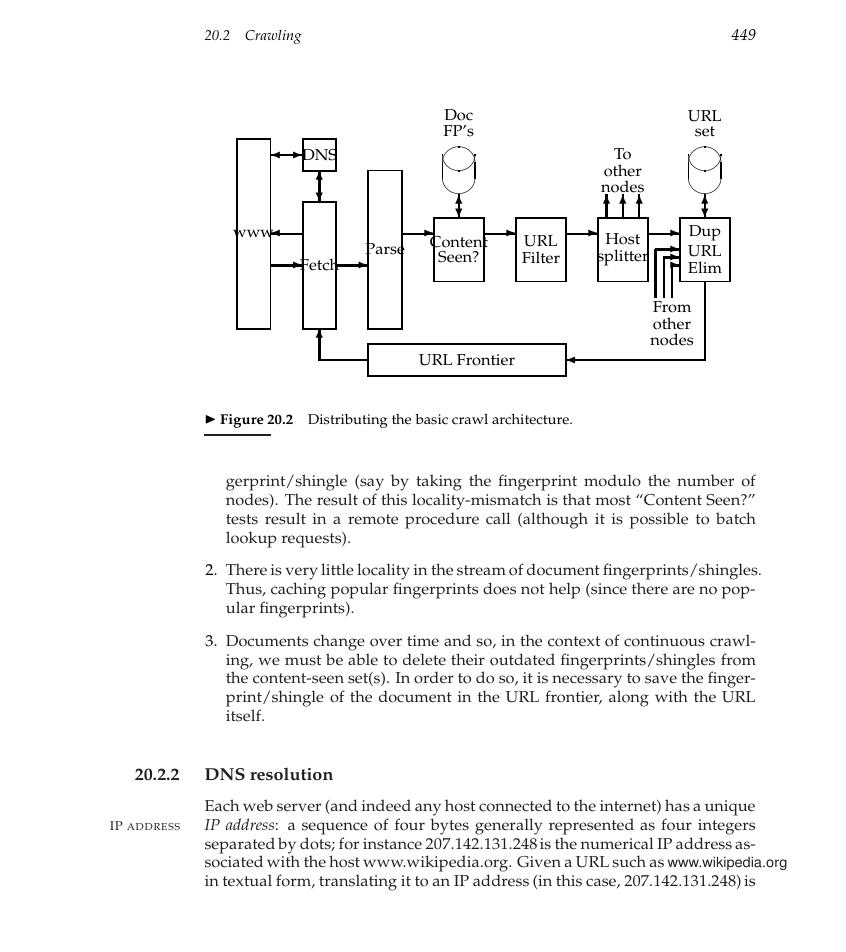 20.2 Crawling 449
Doc
FP's
URL
set
To
other
nodes
DNS
www
Fetch
Parse
Content
Seen?
URL
Filter
Host
splitter
Dup
URL
Elim
From
other
nodes
URL Frontier
► Figure 20.2 Distributing the basic crawl architecture.
gerprint/shingle (say by taking the fingerprint modulo the number of
nodes). The result of this locality-mismatch is that most “Content Seen?”
tests result in a remote procedure call (although it is possible to batch
lookup requests).
2. There is very little locality in the stream of document fingerprints/shingles.
Thus, caching popular fingerprints does not help (since there are no pop-
ular fingerprints).
3. Documents change over time and so, in the context of continuous crawl-
ing, we must be able to delete their outdated fingerprints/shingles from
the content-seen set(s). In order to do so, it is necessary to save the finger-
print/shingle of the document in the URL frontier, along with the URL
itself.
20.2.2 DNS resolution
Each web server (and indeed any host connected to the internet) has a unique
IP ADDRESS IP address: a sequence of four bytes generally represented as four integers
separated by dots; for instance 207.142.131.248 is the numerical IP address as-
sociated with the host www.wikipedia.org. Given a URL such as www.wikipedia.org
in textual form, translating it to an IP address (in this case, 207.142.131.248) is